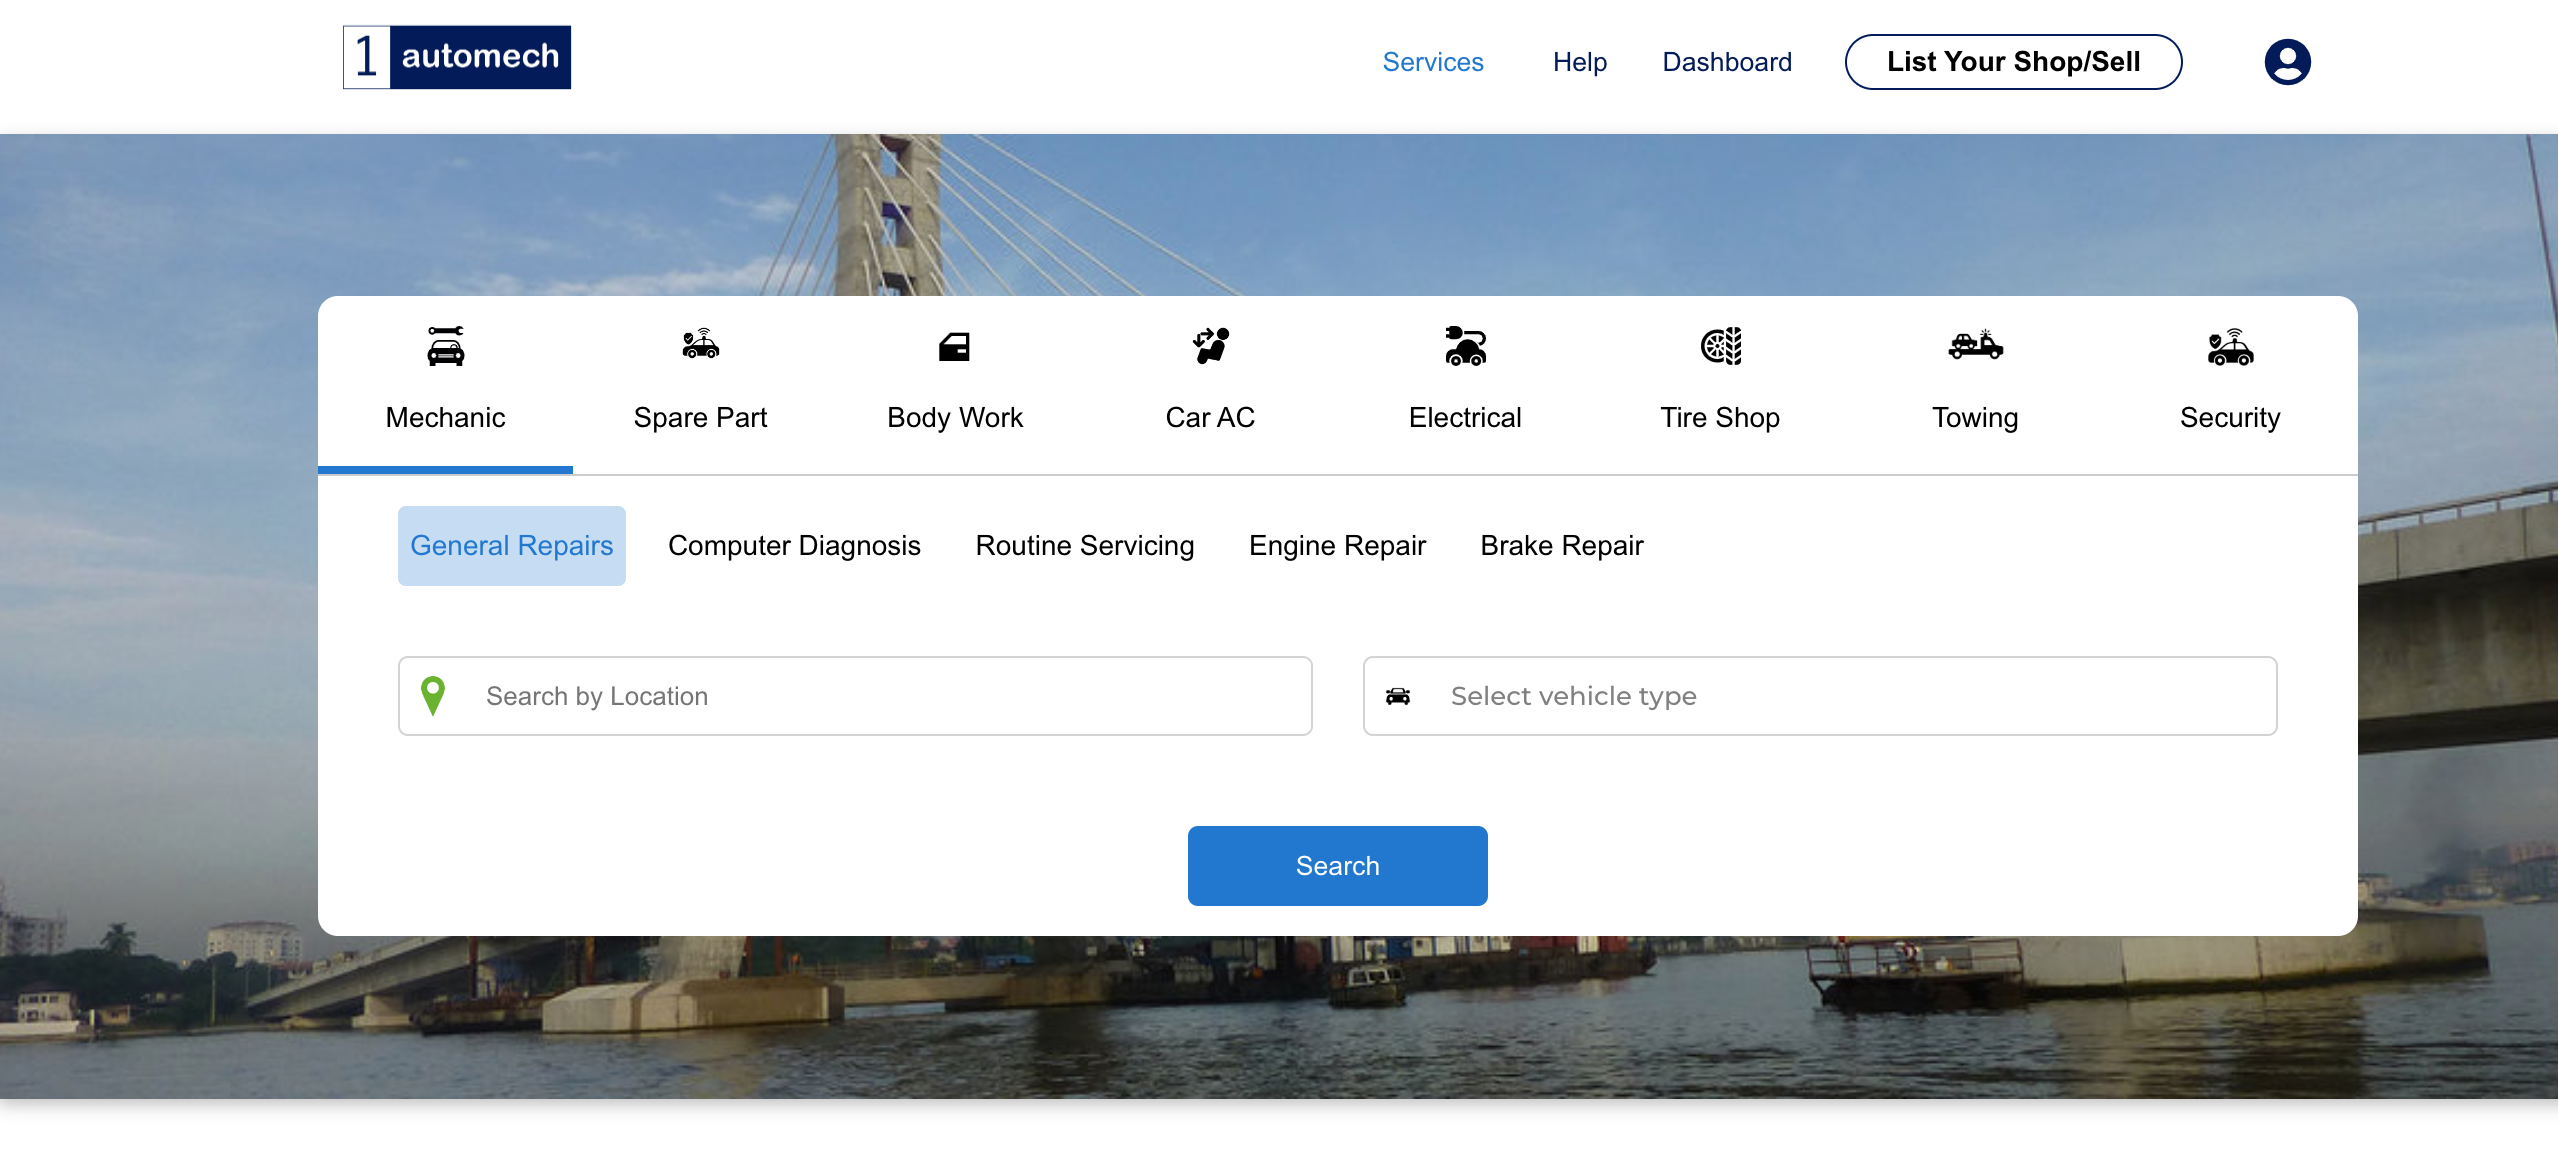 1 automech
Services Help Dashboard List Your Shop/Sell
Mechanic Spare Part Body Work Car AC Electrical Tire Shop Towing Security
General Repairs Computer Diagnosis Routine Servicing Engine Repair Brake Repair
Search by Location Select vehicle type
Search